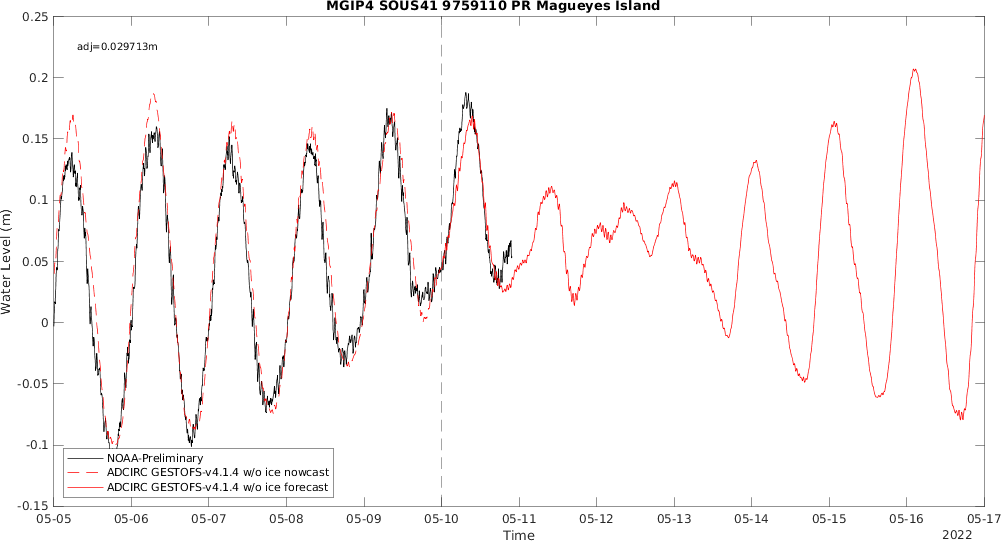 MGIP4 SOUS41 9759110 PR Magueyes Island
adj=0.029713m
Water Level (m)
0.25
0.2
0.15
0.1
0.05
0
-0.05
-0.1
-0.15
NOAA-Preliminary
ADCIRC GESTOFS-v4.1.4 w/o ice nowcast
ADCIRC GESTOFS-v4.1.4 w/o ice forecast
05-05 05-06 05-07 05-08 05-09 05-10 05-11 05-12 05-13 05-14 05-15 05-16 05-17
Time
2022